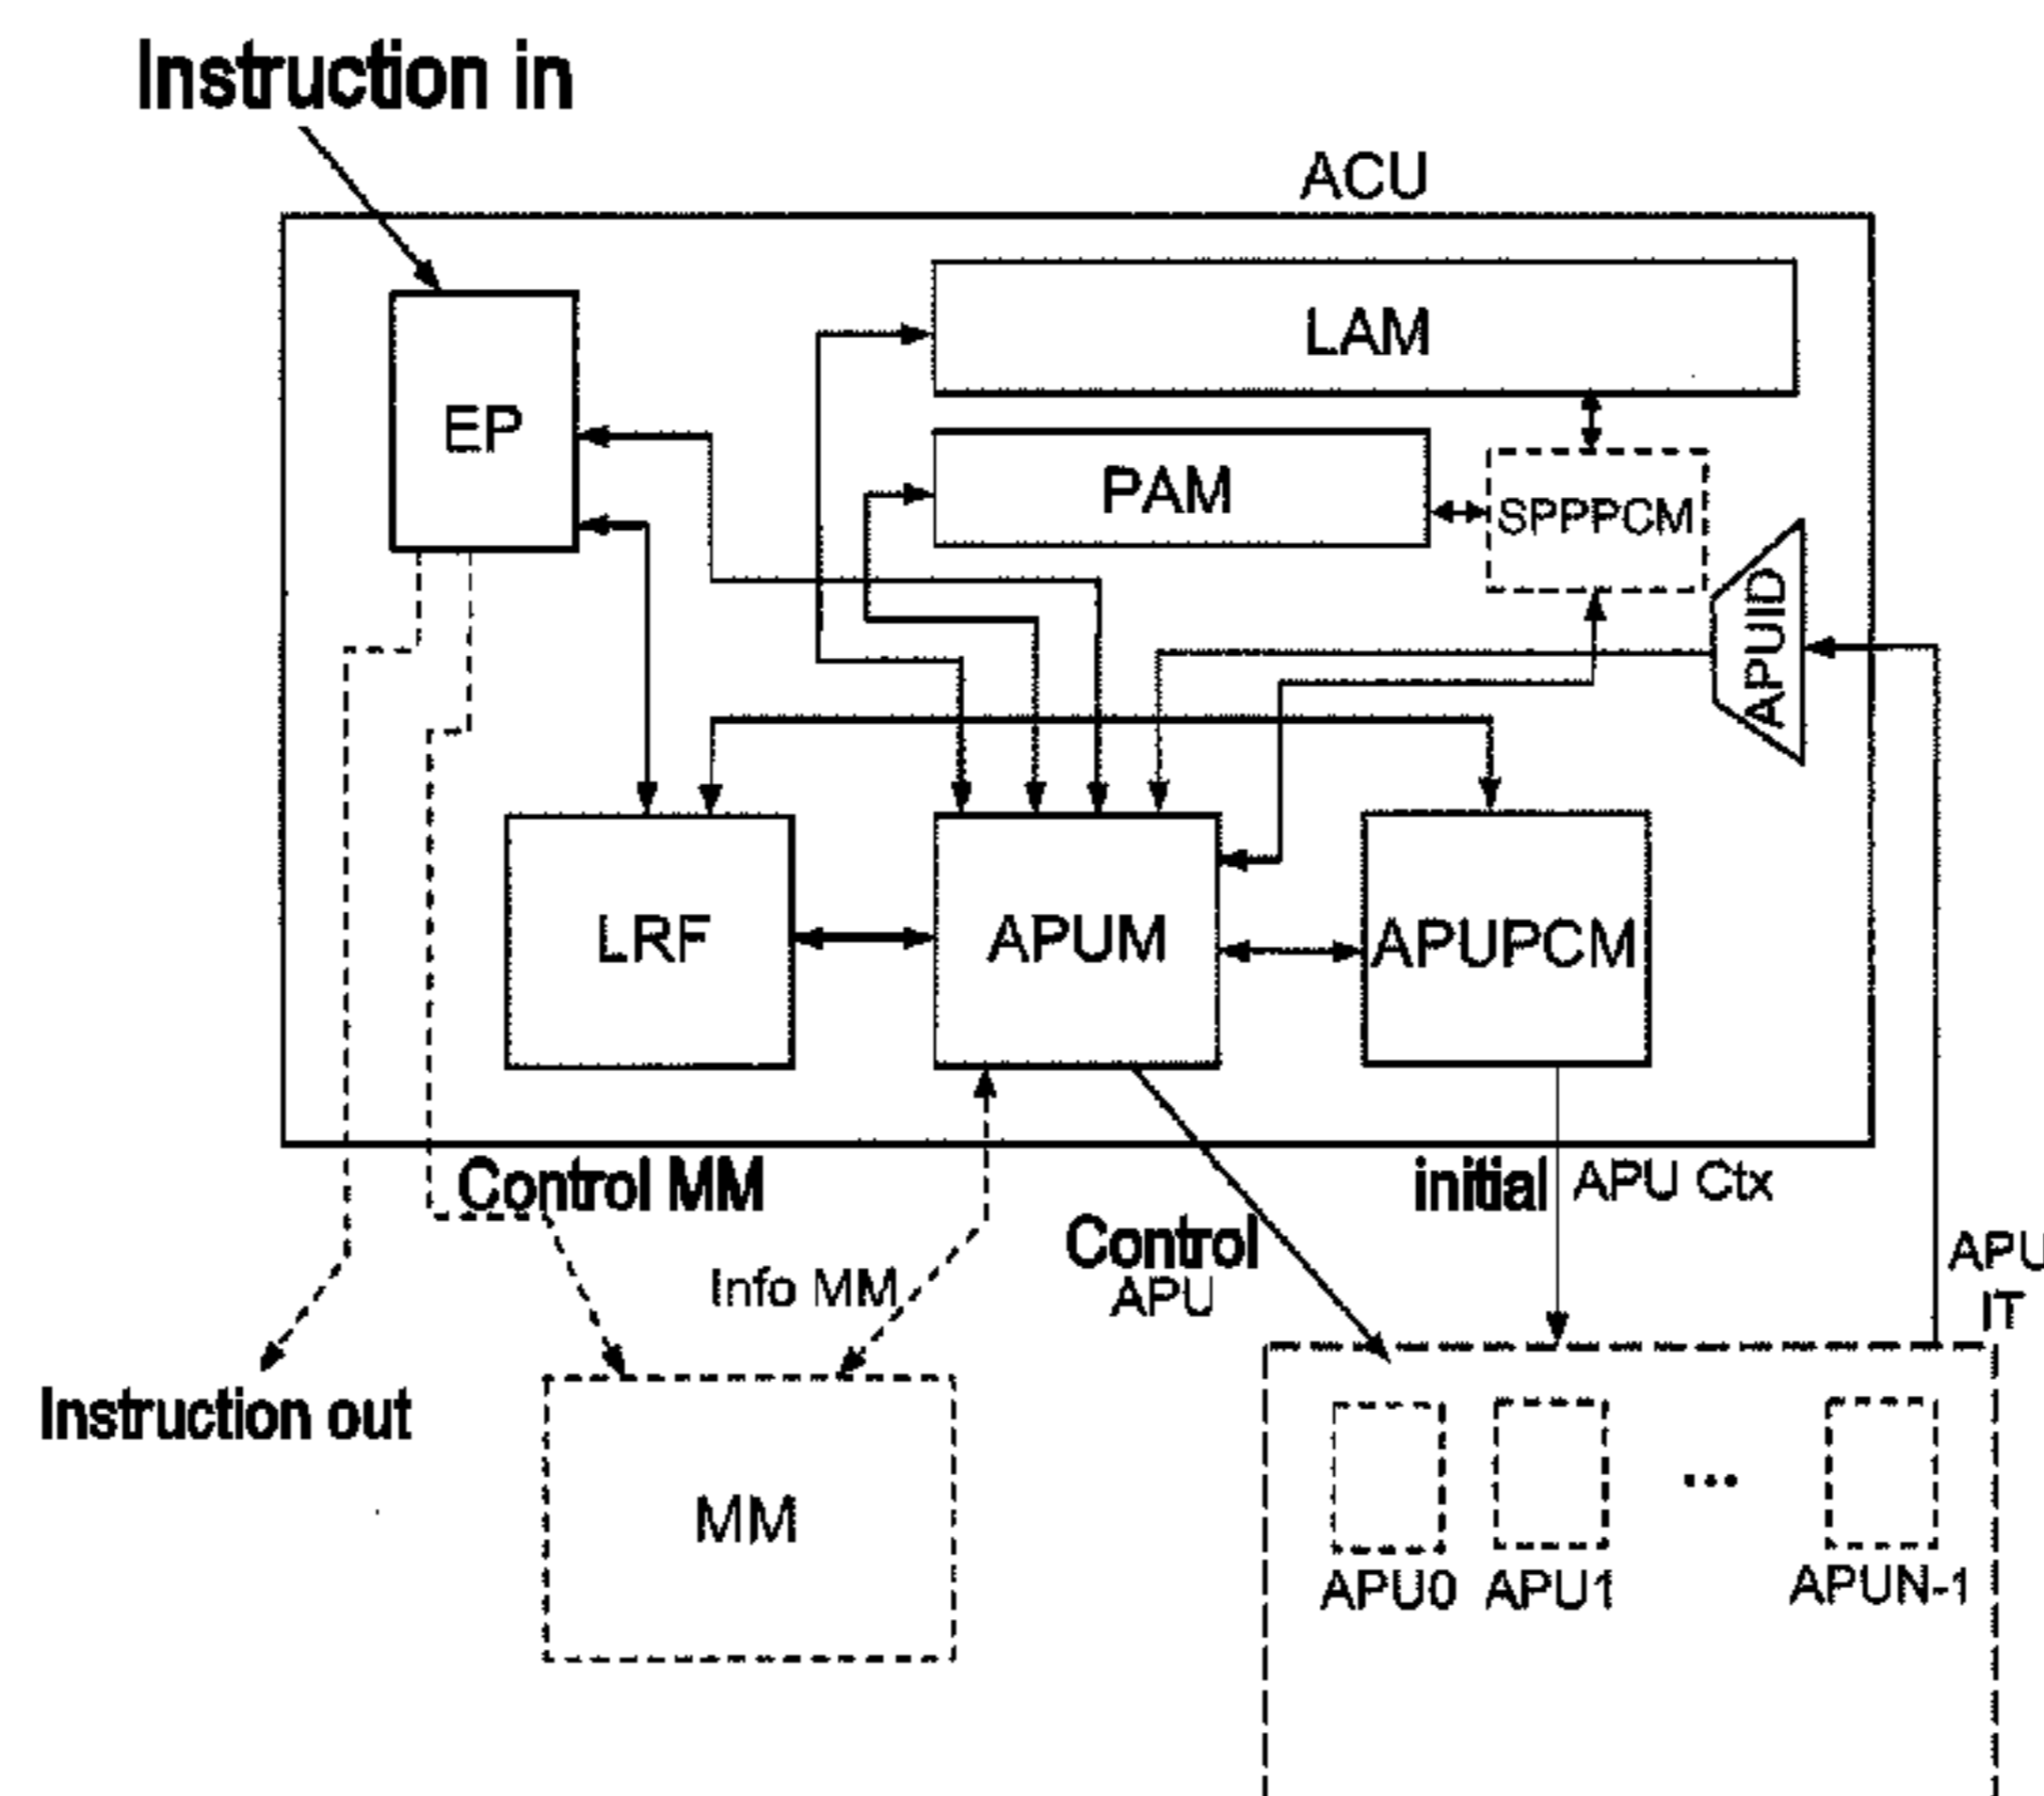 Instruction in
ACU
LAM
EP
PAM
SPPPCM
APUID
LRF
APUM
APUPCM
Control MM
initial APU Ctx
Control
APU
Info MM
APU
IT
Instruction out
MM
...
APU0 APU1 APUN-1